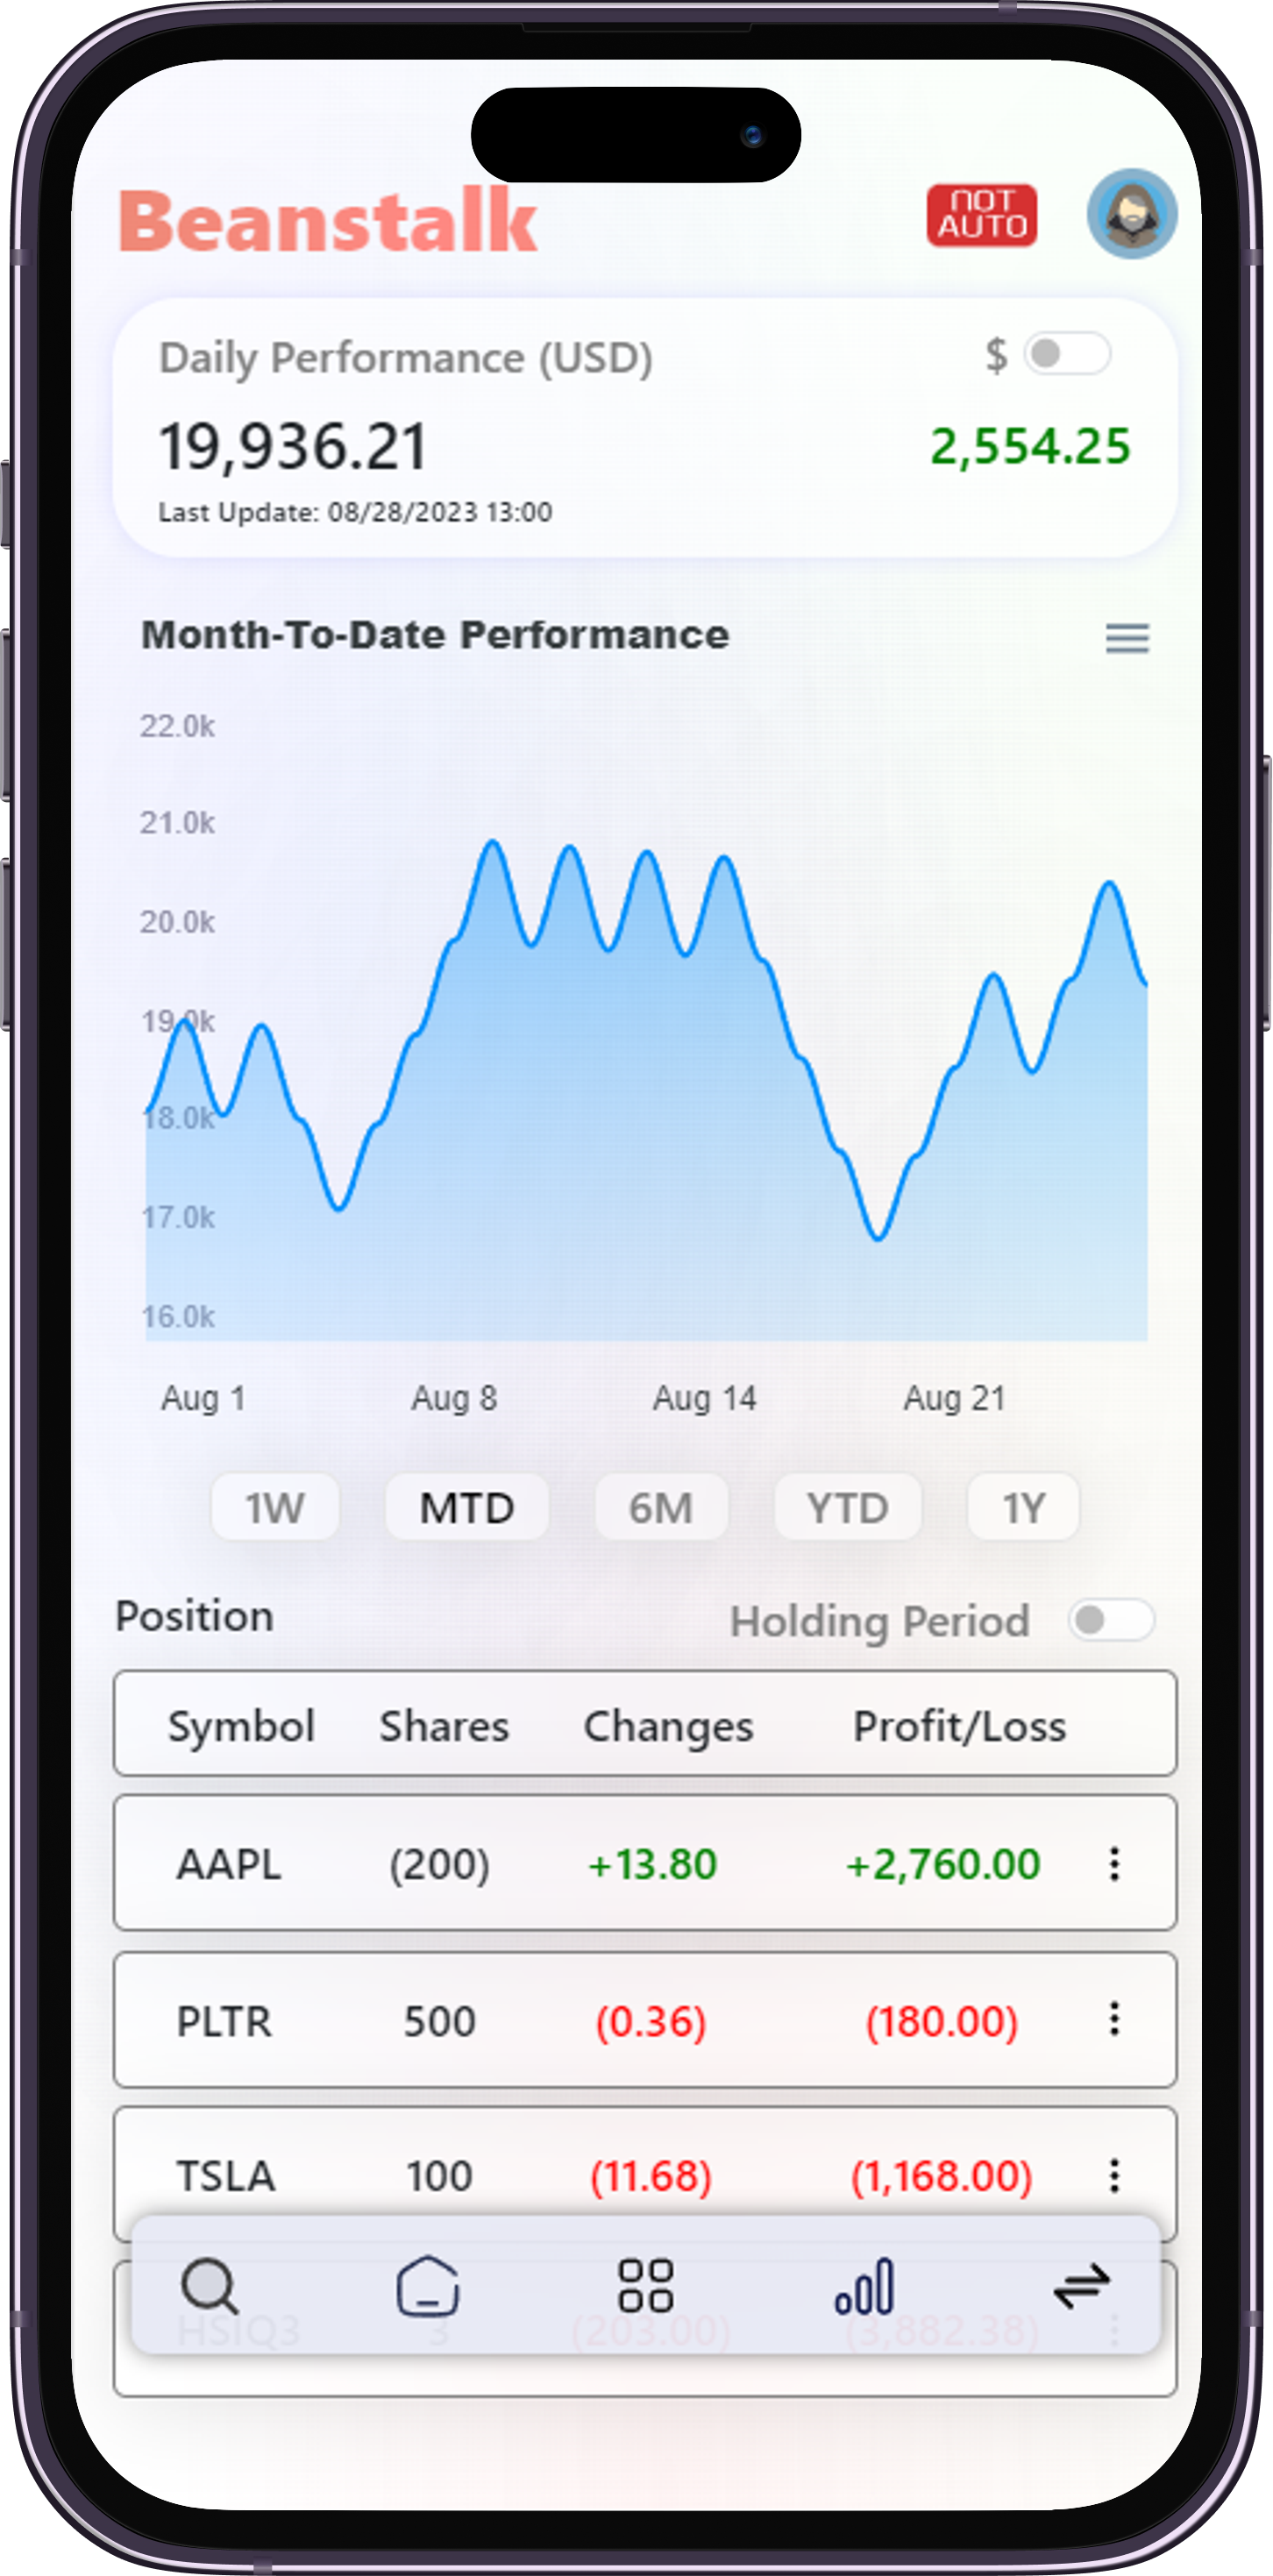 Beanstalk
NOT
AUTO
Daily Performance (USD) $
19,936.21 2,554.25
Last Update: 08/28/2023 13:00
Month-To-Date Performance
22.0k
21.0k
20.0k
19.0k
18.0k
17.0k
16.0k
Aug 1 Aug 8 Aug 14 Aug 21
1W MTD 6M YTD 1Y
Position Holding Period
Symbol Shares Changes Profit/Loss
AAPL (200) +13.80 +2,760.00
PLTR 500 (0.36) (180.00)
TSLA 100 (11.68) (1,168.00)
HSIQ3 3 (203.00) (3,882.38)